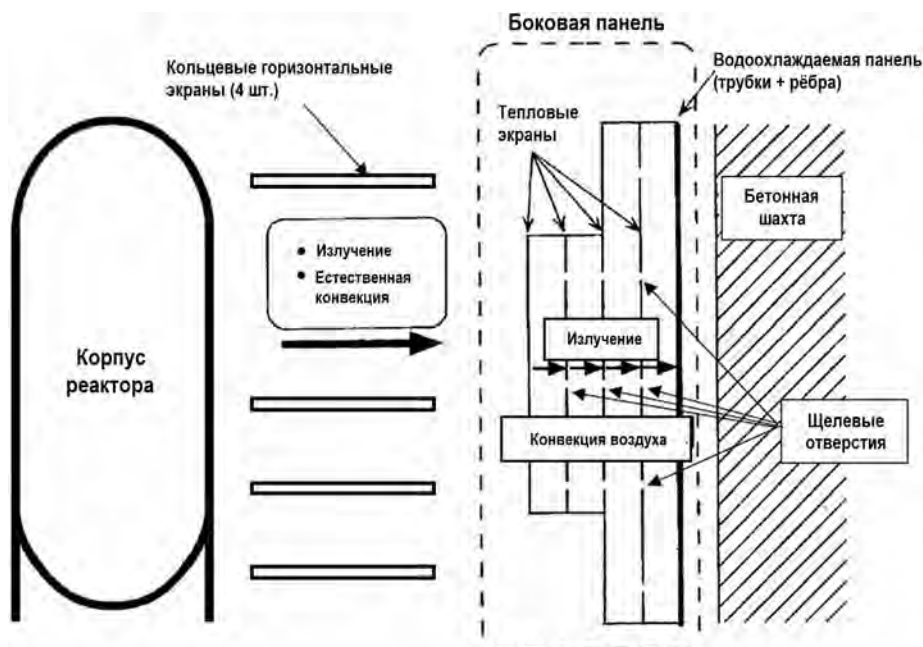 Боковая панель
Кольцевые горизонтальные
экраны (4 шт.)
Водоохлаждаемая панель
(трубки + рёбра)
Тепловые
экраны
Бетонная
шахта
• Излучение
• Естественная
конвекция
Излучение
Корпус
реактора
Щелевые
отверстия
Конвекция воздуха